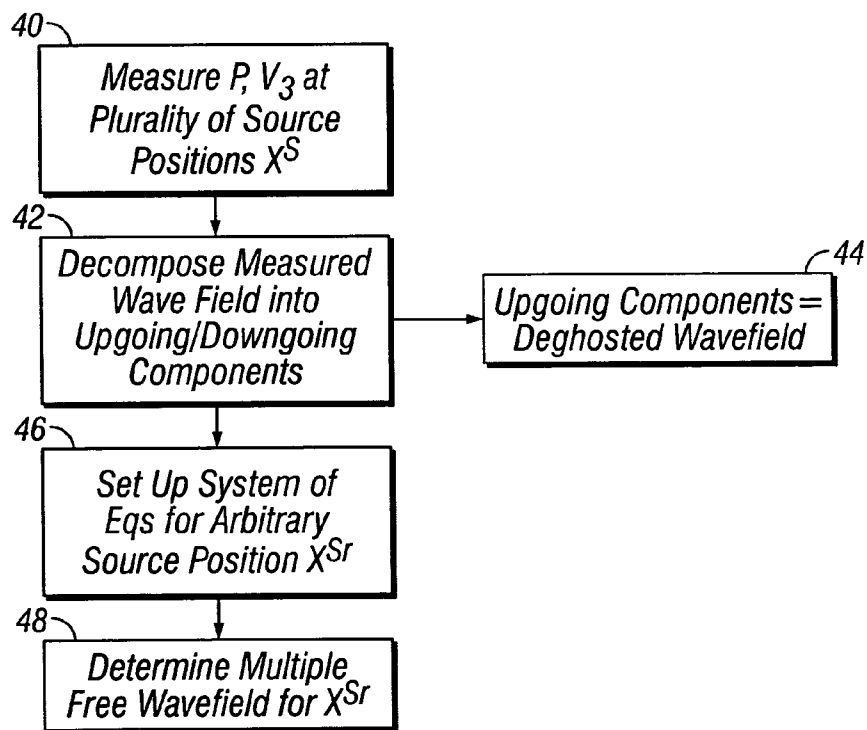 40
Measure P, V3 at
Plurality of Source
Positions X^S
42
Decompose Measured
Wave Field into
Upgoing/Downgoing
Components
44
Upgoing Components=
Deghosted Wavefield
46
Set Up System of
Eqs for Arbitrary
Source Position X^Sr
48
Determine Multiple
Free Wavefield for X^Sr